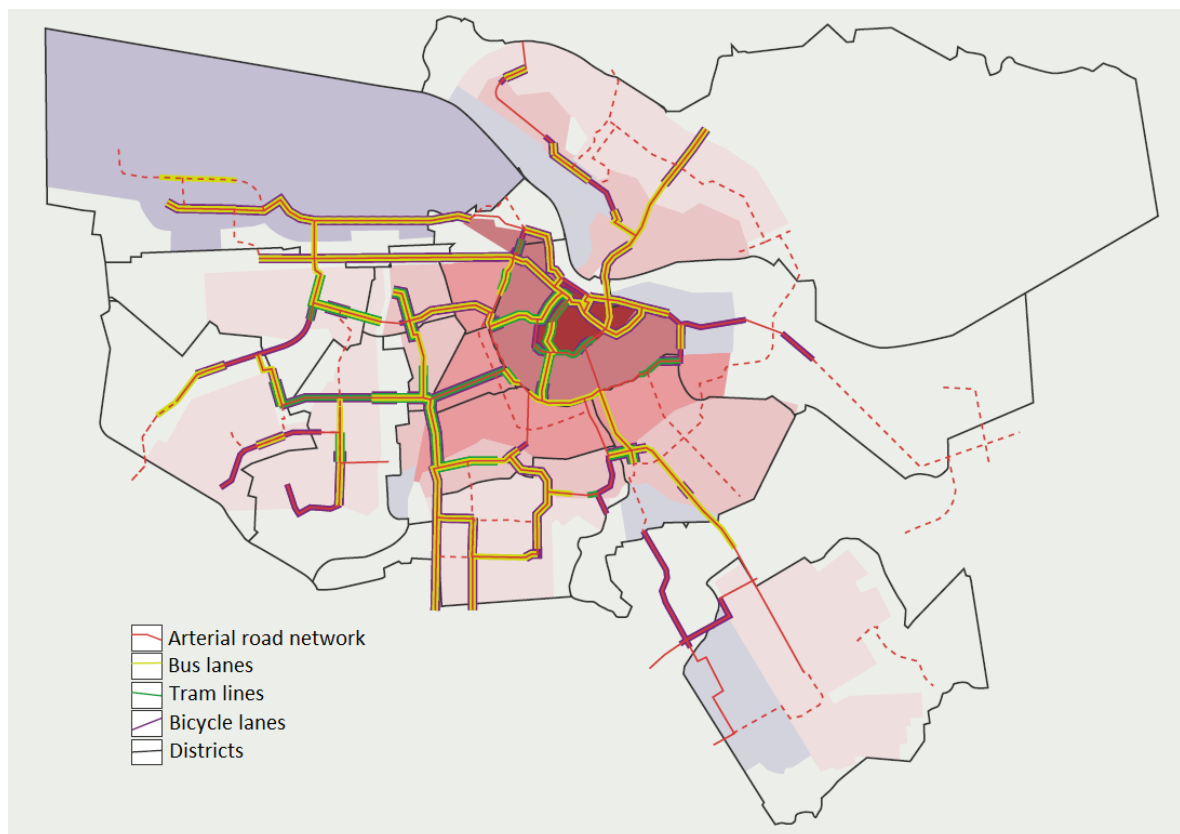 Arterial road network
Bus lanes
Tram lines
Bicycle lanes
Districts